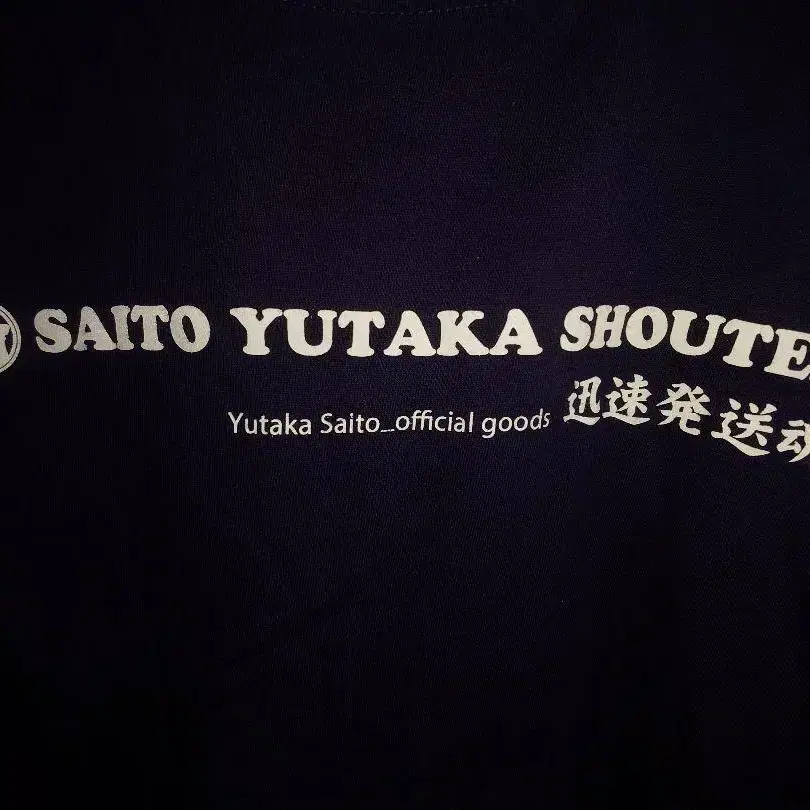 SAITO YUTAKA SHOUTE
Yutaka Saito_official goods
迅速発送